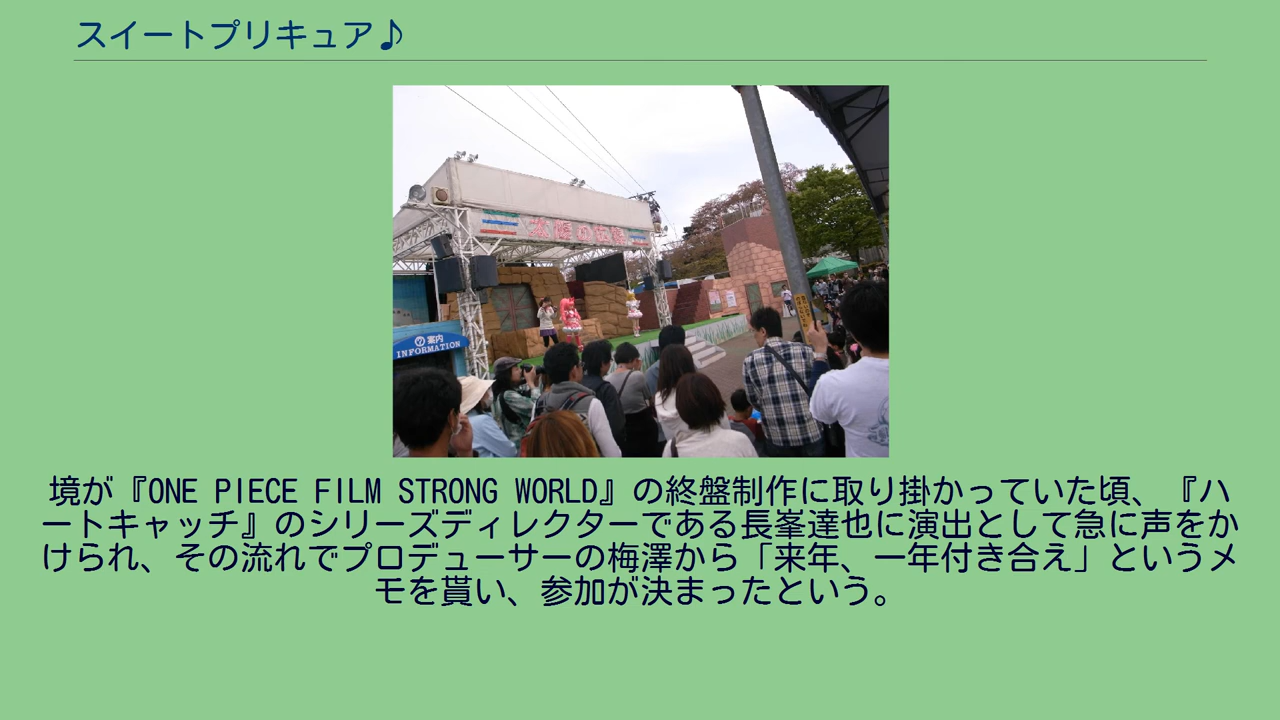 スイートプリキュア♪
案内
INFORMATION
境が『ONE PIECE FILM STRONG WORLD』の終盤制作に取り掛かっていた頃、『ハ
ートキャッチ』のシリーズディレクターである長峯達也に演出として急に声をか
けられ、その流れでプロデューサーの梅澤から「来年、一年付き合え」というメ
モを貰い、参加が決まったという。